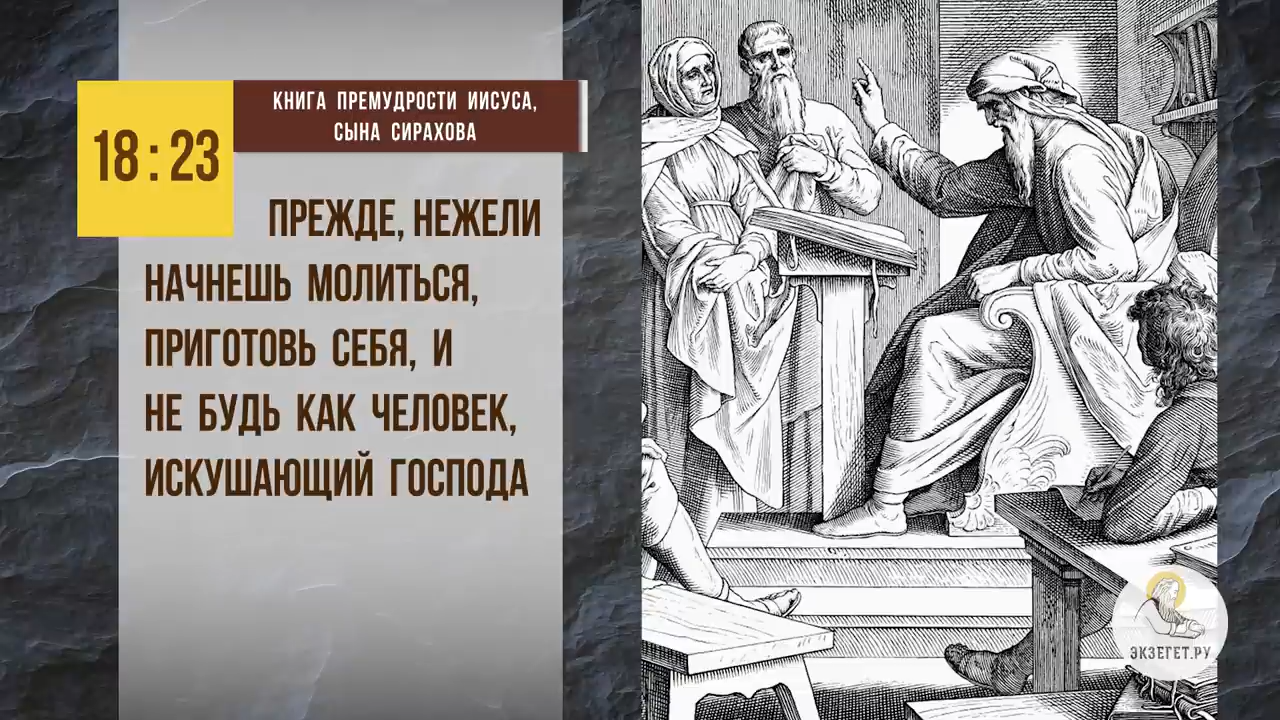 КНИГА ПРЕМУДРОСТИ ИИСУСА,
СЫНА СИРАХОВА
18:23
ПРЕЖДЕ, НЕЖЕЛИ
НАЧНЕШЬ МОЛИТЬСЯ,
ПРИГОТОВЬ СЕБЯ, И
НЕ БУДЬ КАК ЧЕЛОВЕК,
ИСКУШАЮЩИЙ ГОСПОДА
ЭКЗЕГЕТ.РУ